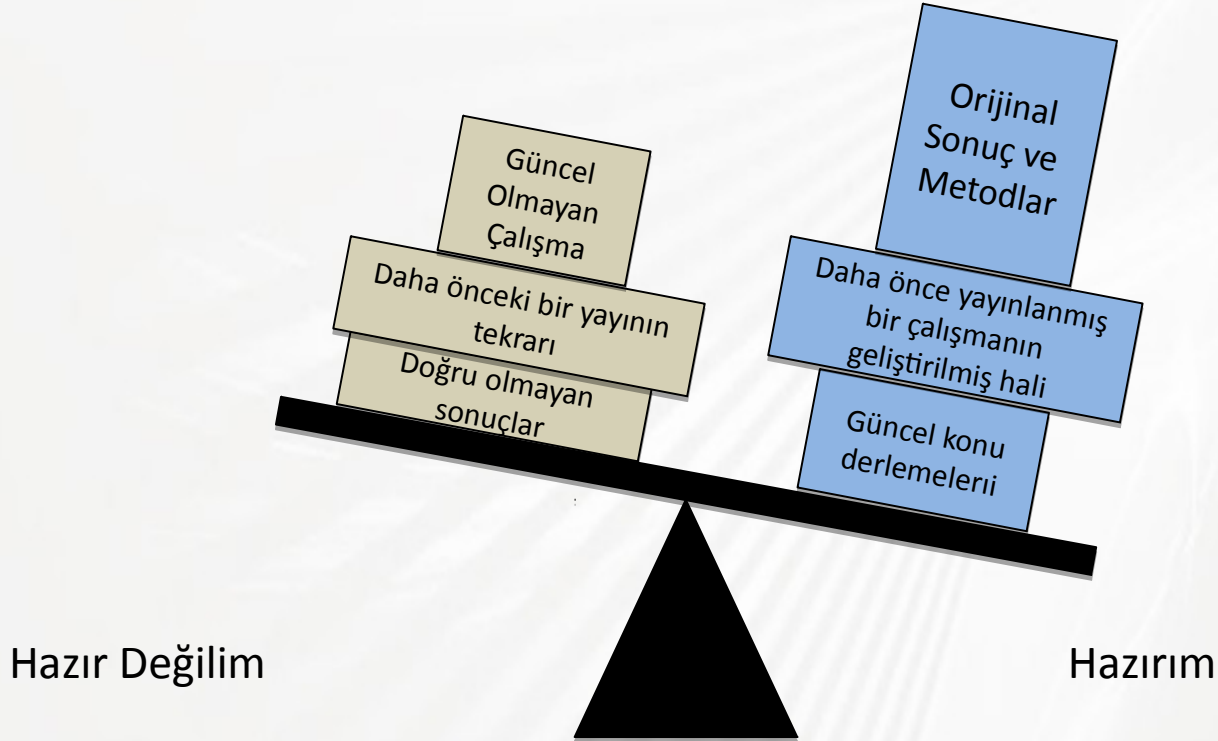 Güncel
Olmayan
Çalışma
Daha önceki bir yayının
tekrarı
Doğru olmayan
sonuçlar
Orijinal
Sonuç ve
Metodlar
Daha önce yayınlanmış
bir çalışmanın
geliştirilmiş hali
Güncel konu
derlemelerıi
Hazır Değilim
Hazırım